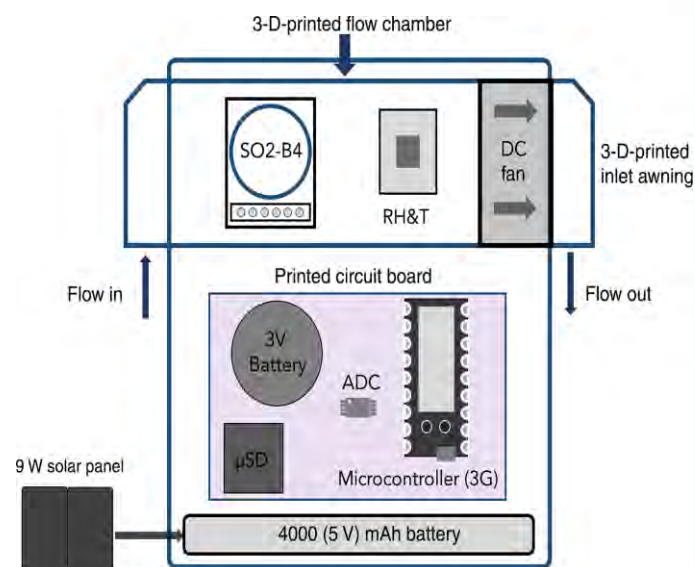 3-D-printed flow chamber
SO2-B4
RH&T
DC
fan
3-D-printed
inlet awning
Flow in
Flow out
Printed circuit board
3V
Battery
ADC
µSD
Microcontroller (3G)
9 W solar panel
4000 (5 V) mAh battery